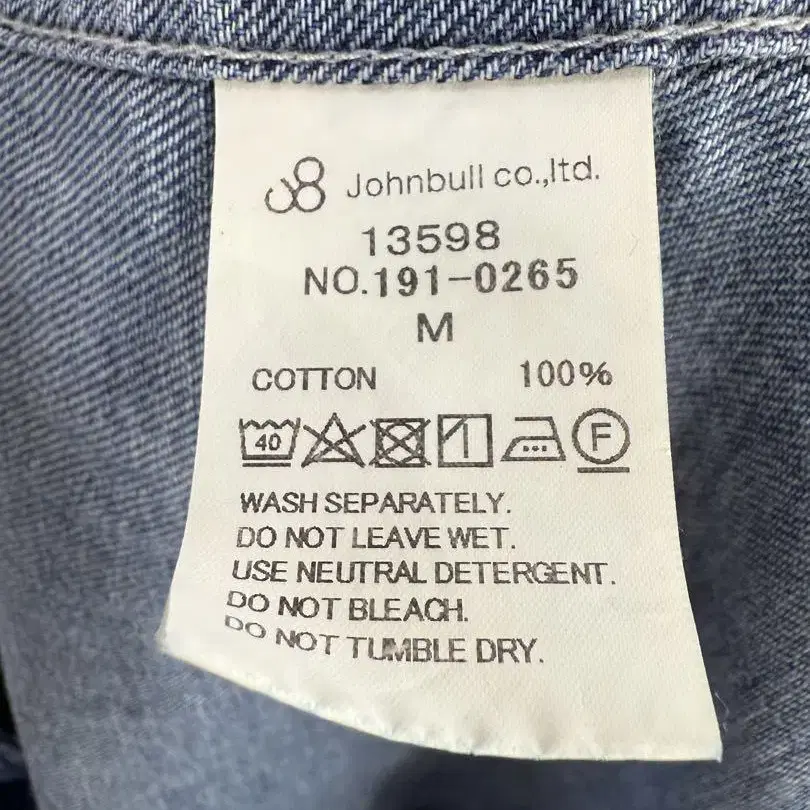 Johnbull co.,ltd.
13598
NO.191-0265
M
COTTON 100%
40 F
WASH SEPARATELY.
DO NOT LEAVE WET.
USE NEUTRAL DETERGENT.
DO NOT BLEACH.
DO NOT TUMBLE DRY.